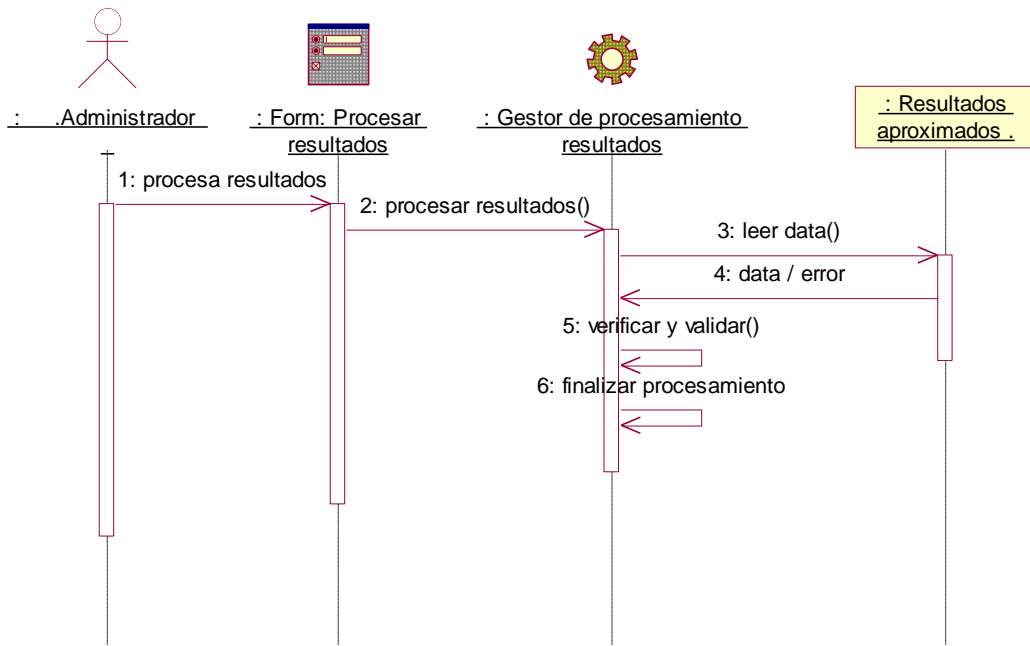 : .Administrador
: Form: Procesar
resultados
: Gestor de procesamiento
resultados
: Resultados
aproximados .
1: procesa resultados
2: procesar resultados()
3: leer data()
4: data / error
5: verificar y validar()
6: finalizar procesamiento